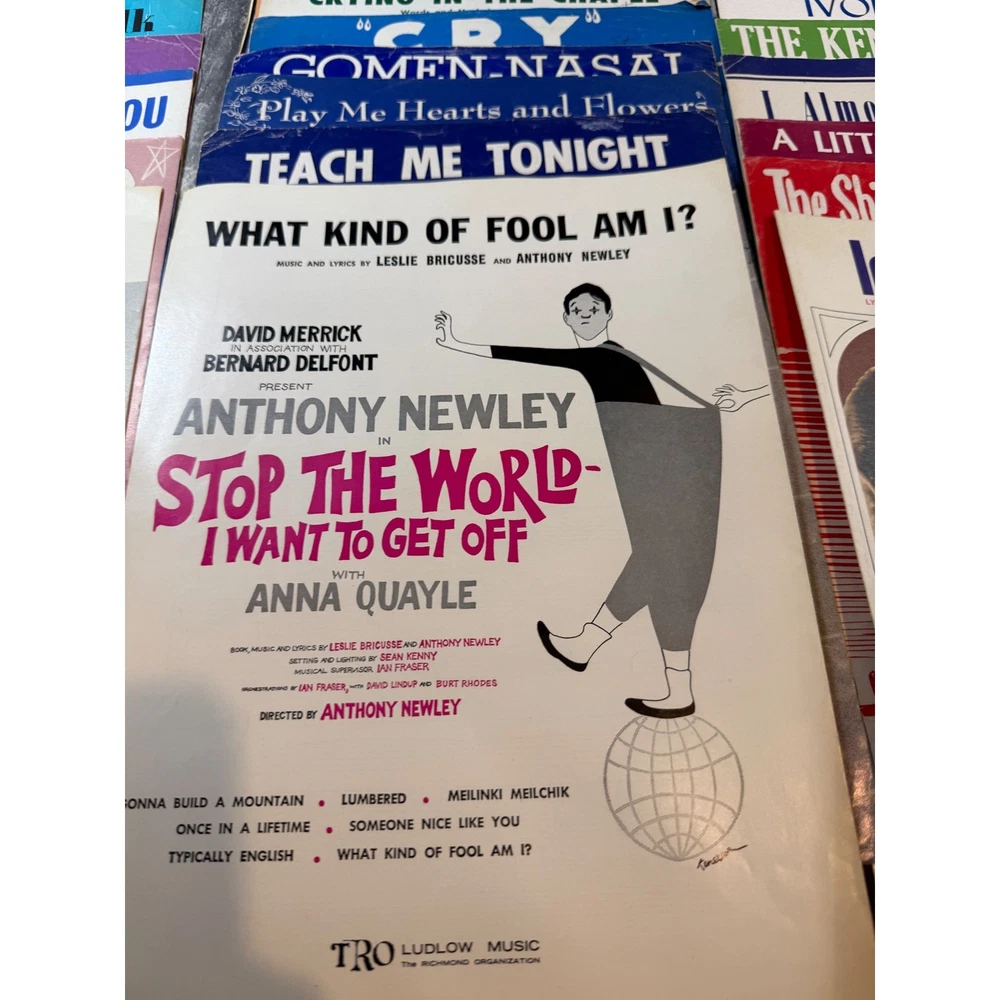 CRYING IN THE CHAPEL
"CRY"
GOMEN-NASAI
Play Me Hearts and Flowers
TEACH ME TONIGHT
OU
THE KEN
I Almo
A LITT
The Shi
WHAT KIND OF FOOL AM I?
MUSIC AND LYRICS BY LESLIE BRICUSSE AND ANTHONY NEWLEY
DAVID MERRICK
IN ASSOCIATION WITH
BERNARD DELFONT
PRESENT
ANTHONY NEWLEY
IN
STOP THE WORLD-
I WANT TO GET OFF
WITH
ANNA QUAYLE
BOOK, MUSIC AND LYRICS BY LESLIE BRICUSSE AND ANTHONY NEWLEY
SETTING AND LIGHTING BY SEAN KENNY
MUSICAL SUPERVISOR IAN FRASER
ORCHESTRATIONS BY IAN FRASER, WITH DAVID LINDUP AND BURT RHODES
DIRECTED BY ANTHONY NEWLEY
GONNA BUILD A MOUNTAIN • LUMBERED • MEILINKI MEILCHIK
ONCE IN A LIFETIME • SOMEONE NICE LIKE YOU
TYPICALLY ENGLISH • WHAT KIND OF FOOL AM I?
TRO LUDLOW MUSIC
The RICHMOND ORGANIZATION